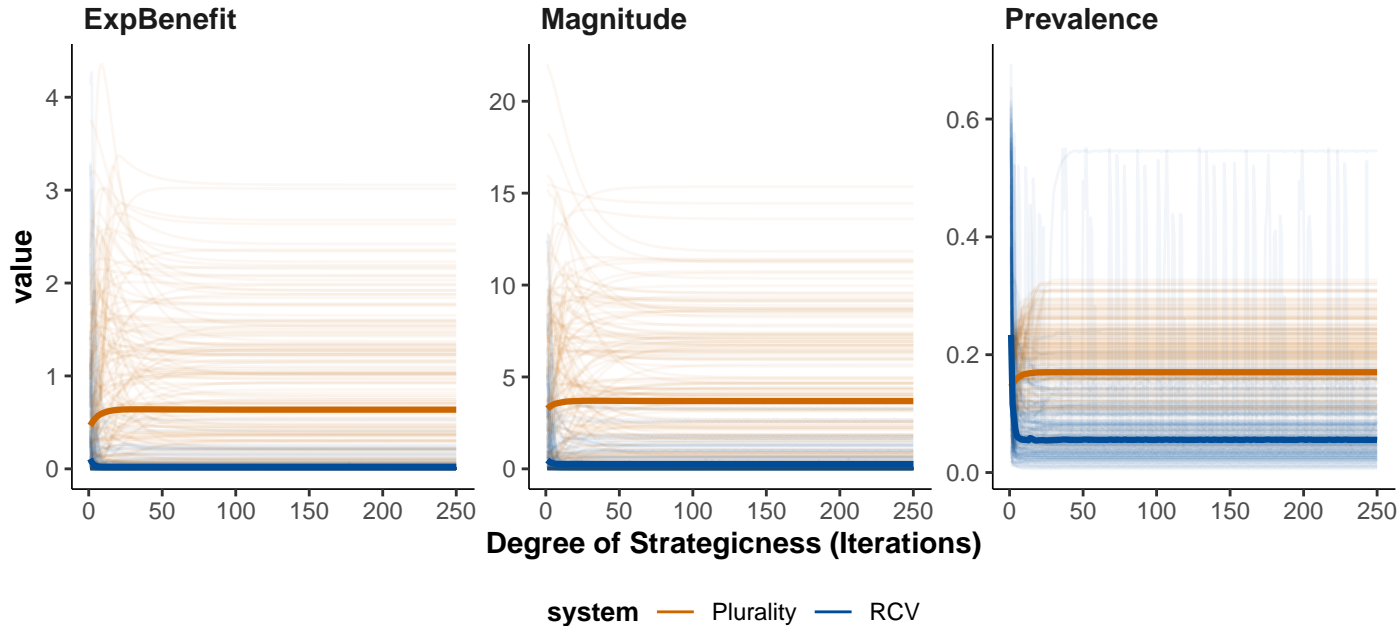 ExpBenefit Magnitude Prevalence
value
4
3
2
1
0
0 50 100 150 200 250
20
15
10
5
0
0 50 100 150 200 250
0.6
0.4
0.2
0.0
0 50 100 150 200 250
Degree of Strategicness (Iterations)
system Plurality RCV